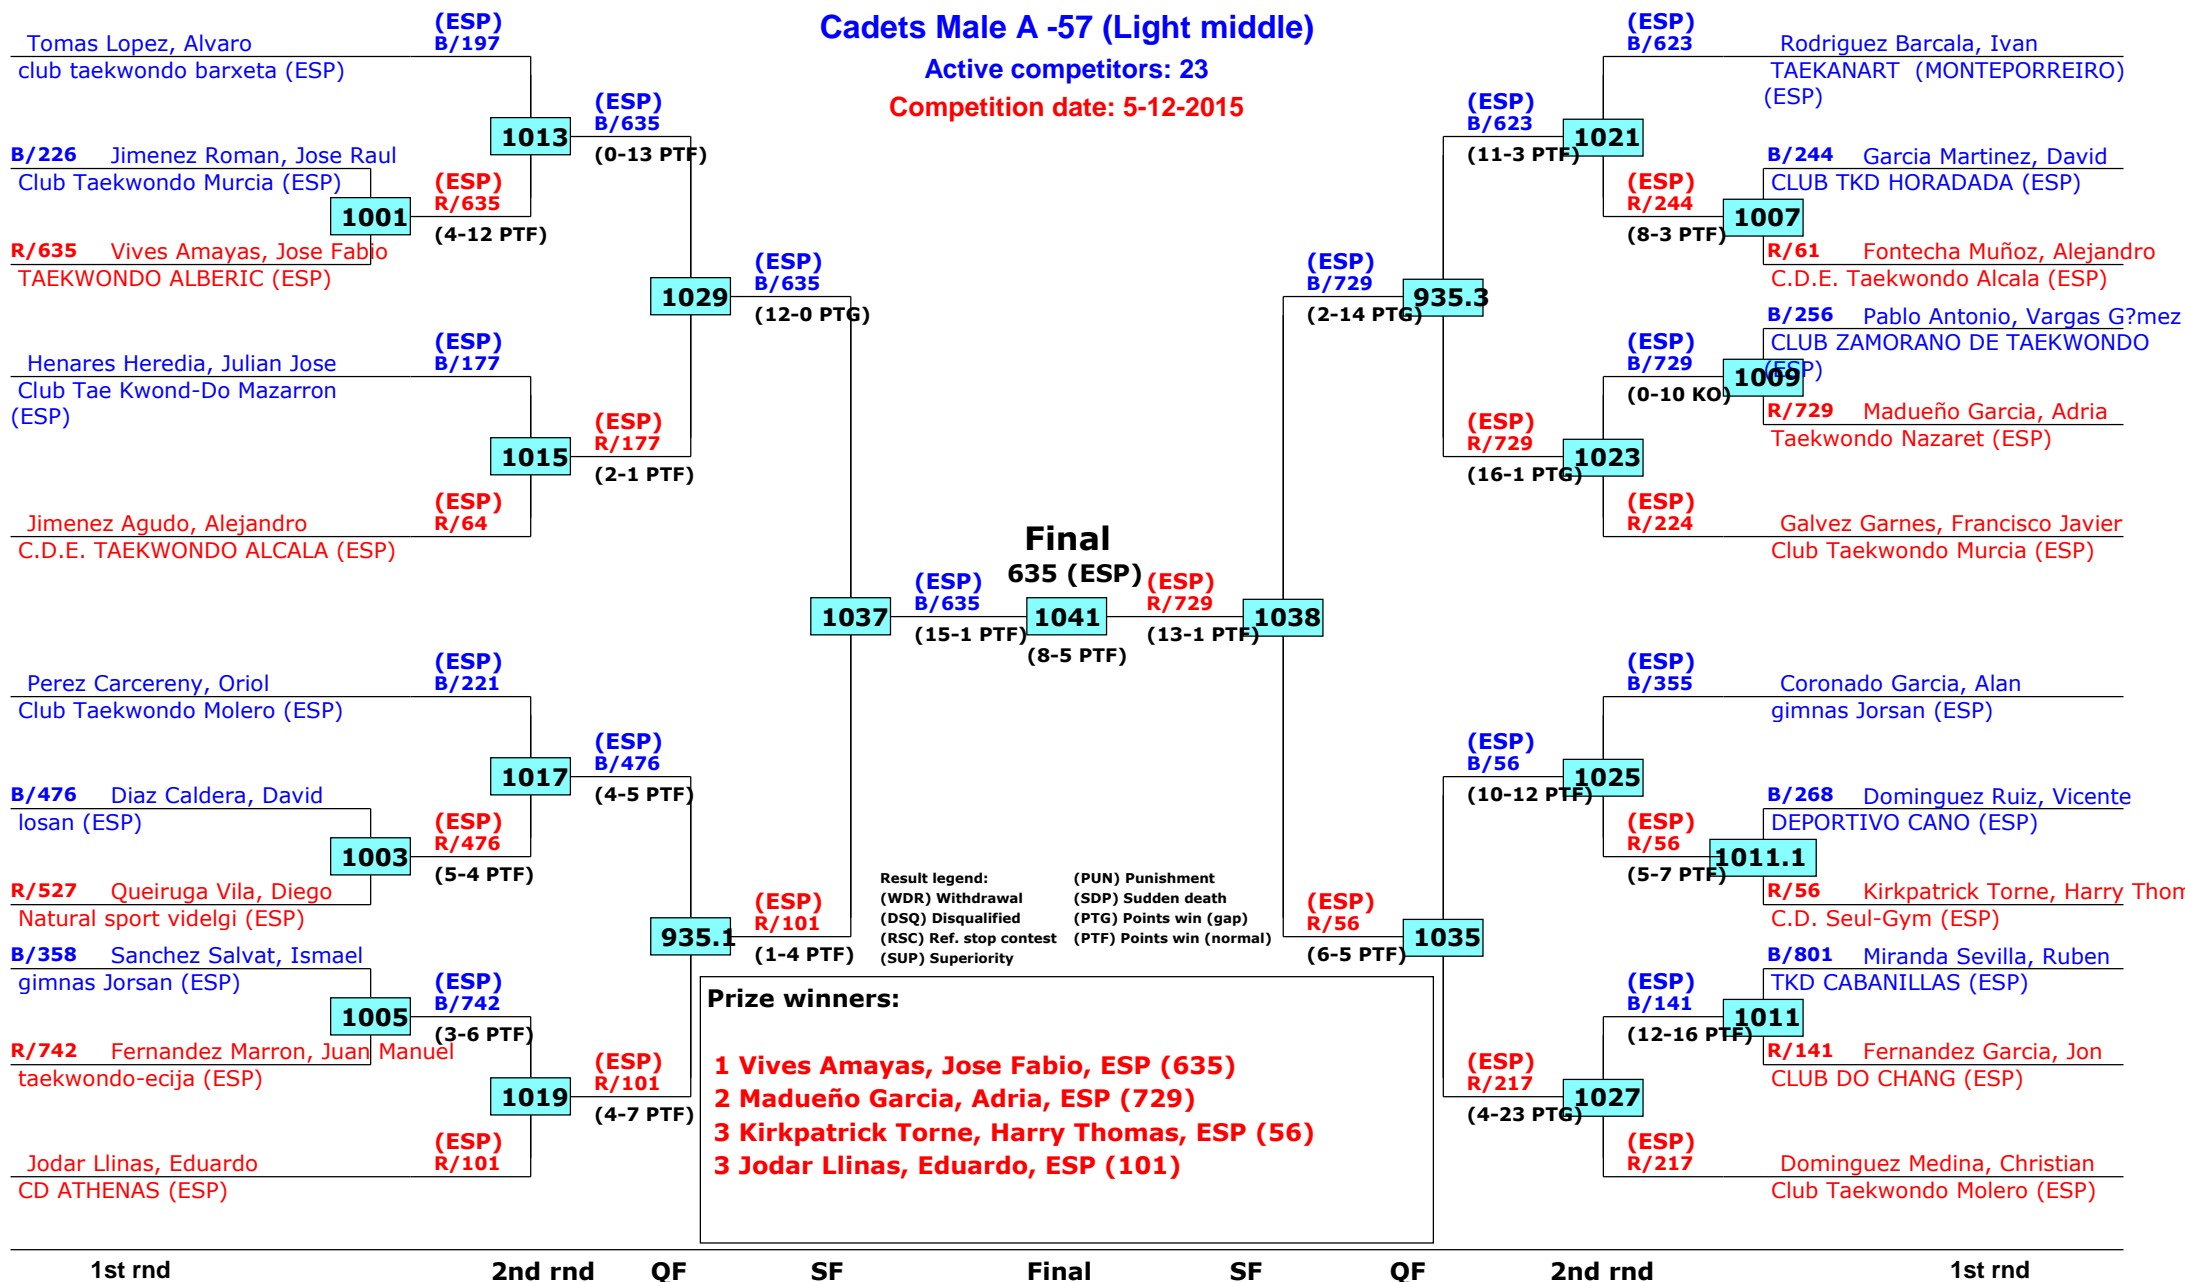 Cadets Male A -57 (Light middle)
Active competitors: 23
Competition date: 5-12-2015
(ESP)
Tomas Lopez, Alvaro B/197
club taekwondo barxeta (ESP)
B/226 Jimenez Roman, Jose Raul
Club Taekwondo Murcia (ESP)
1001
(ESP)
R/635
(4-12 PTF)
R/635 Vives Amayas, Jose Fabio
TAEKWONDO ALBERIC (ESP)
1013
(ESP)
B/635
(0-13 PTF)
(ESP)
Henares Heredia, Julian Jose B/177
Club Tae Kwond-Do Mazarron
(ESP)
1015
(ESP)
R/177
(2-1 PTF)
(ESP)
Jimenez Agudo, Alejandro R/64
C.D.E. TAEKWONDO ALCALA (ESP)
1029
(ESP)
B/635
(12-0 PTG)
(ESP)
Perez Carcereny, Oriol B/221
Club Taekwondo Molero (ESP)
1017
(ESP)
B/476
(4-5 PTF)
B/476 Diaz Caldera, David
losan (ESP)
1003
(ESP)
R/476
(5-4 PTF)
R/527 Queiruga Vila, Diego
Natural sport videlgi (ESP)
B/358 Sanchez Salvat, Ismael
gimnas Jorsan (ESP)
1005
(ESP)
B/742
(3-6 PTF)
R/742 Fernandez Marron, Juan Manuel
taekwondo-ecija (ESP)
1019
(ESP)
R/101
(4-7 PTF)
(ESP)
Jodar Llinas, Eduardo R/101
CD ATHENAS (ESP)
935.1
(ESP)
R/101
(1-4 PTF)
1037
(ESP)
B/635
(15-1 PTF)
Final
635 (ESP)
1041
(8-5 PTF)
(ESP)
R/729
(13-1 PTF)
1038
(ESP)
B/729
(2-14 PTG)
935.3
(ESP)
B/623
(11-3 PTF)
1021
(ESP)
B/623 Rodriguez Barcala, Ivan
TAEKANART (MONTEPORREIRO)
(ESP)
B/244 Garcia Martinez, David
CLUB TKD HORADADA (ESP)
(ESP)
R/244
(8-3 PTF)
1007
R/61 Fontecha Muñoz, Alejandro
C.D.E. Taekwondo Alcala (ESP)
B/256 Pablo Antonio, Vargas G?mez
CLUB ZAMORANO DE TAEKWONDO
(ESP)
(ESP)
B/729
(0-10 KO)
1009
R/729 Madueño Garcia, Adria
Taekwondo Nazaret (ESP)
(ESP)
R/729
(16-1 PTG)
1023
(ESP)
R/224 Galvez Garnes, Francisco Javier
Club Taekwondo Murcia (ESP)
(ESP)
B/355 Coronado Garcia, Alan
gimnas Jorsan (ESP)
(ESP)
B/56
(10-12 PTF)
1025
B/268 Dominguez Ruiz, Vicente
DEPORTIVO CANO (ESP)
(ESP)
R/56
(5-7 PTF)
1011.1
R/56 Kirkpatrick Torne, Harry Thom
C.D. Seul-Gym (ESP)
(ESP)
R/56
(6-5 PTF)
1035
B/801 Miranda Sevilla, Ruben
TKD CABANILLAS (ESP)
(ESP)
B/141
(12-16 PTF)
1011
R/141 Fernandez Garcia, Jon
CLUB DO CHANG (ESP)
(ESP)
R/217
(4-23 PTG)
1027
(ESP)
R/217 Dominguez Medina, Christian
Club Taekwondo Molero (ESP)
Result legend: (PUN) Punishment
(WDR) Withdrawal (SDP) Sudden death
(DSQ) Disqualified (PTG) Points win (gap)
(RSC) Ref. stop contest (PTF) Points win (normal)
(SUP) Superiority
Prize winners:
1 Vives Amayas, Jose Fabio, ESP (635)
2 Madueño Garcia, Adria, ESP (729)
3 Kirkpatrick Torne, Harry Thomas, ESP (56)
3 Jodar Llinas, Eduardo, ESP (101)
1st rnd 2nd rnd QF SF Final SF QF 2nd rnd 1st rnd